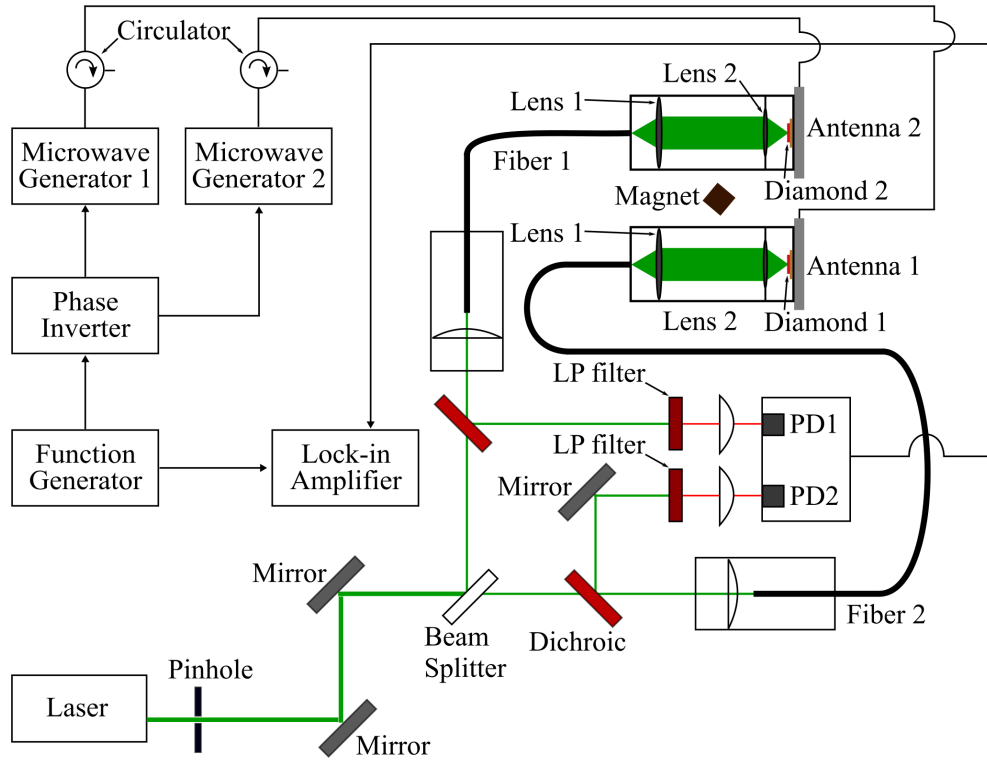 Circulator
Microwave
Generator 1
Microwave
Generator 2
Phase
Inverter
Function
Generator
Lock-in
Amplifier
Lens 1
Lens 2
Antenna 2
Diamond 2
Fiber 1
Magnet
Lens 1
Antenna 1
Lens 2
Diamond 1
LP filter
PD1
LP filter
PD2
Mirror
Mirror
Beam
Splitter
Dichroic
Fiber 2
Pinhole
Laser
Mirror